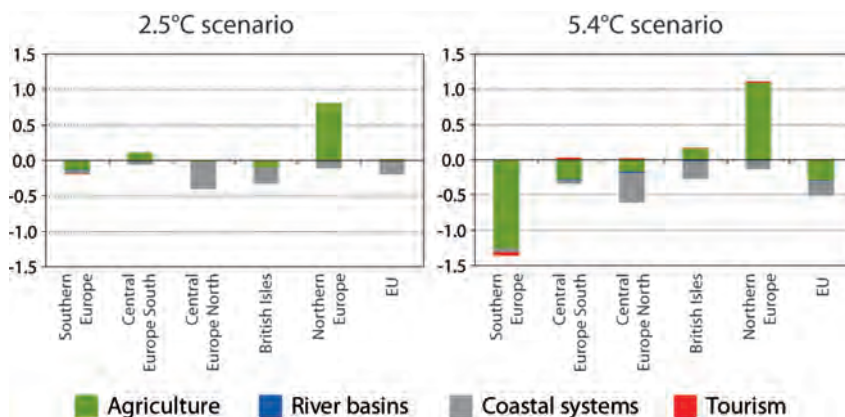 2.5°C scenario
1.5
1.0
0.5
0.0
-0.5
-1.0
-1.5
Southern
Europe
Central
Europe South
Central
Europe North
British Isles
Northern
Europe
EU
5.4°C scenario
1.5
1.0
0.5
0.0
-0.5
-1.0
-1.5
Southern
Europe
Central
Europe South
Central
Europe North
British Isles
Northern
Europe
EU
Agriculture River basins Coastal systems Tourism